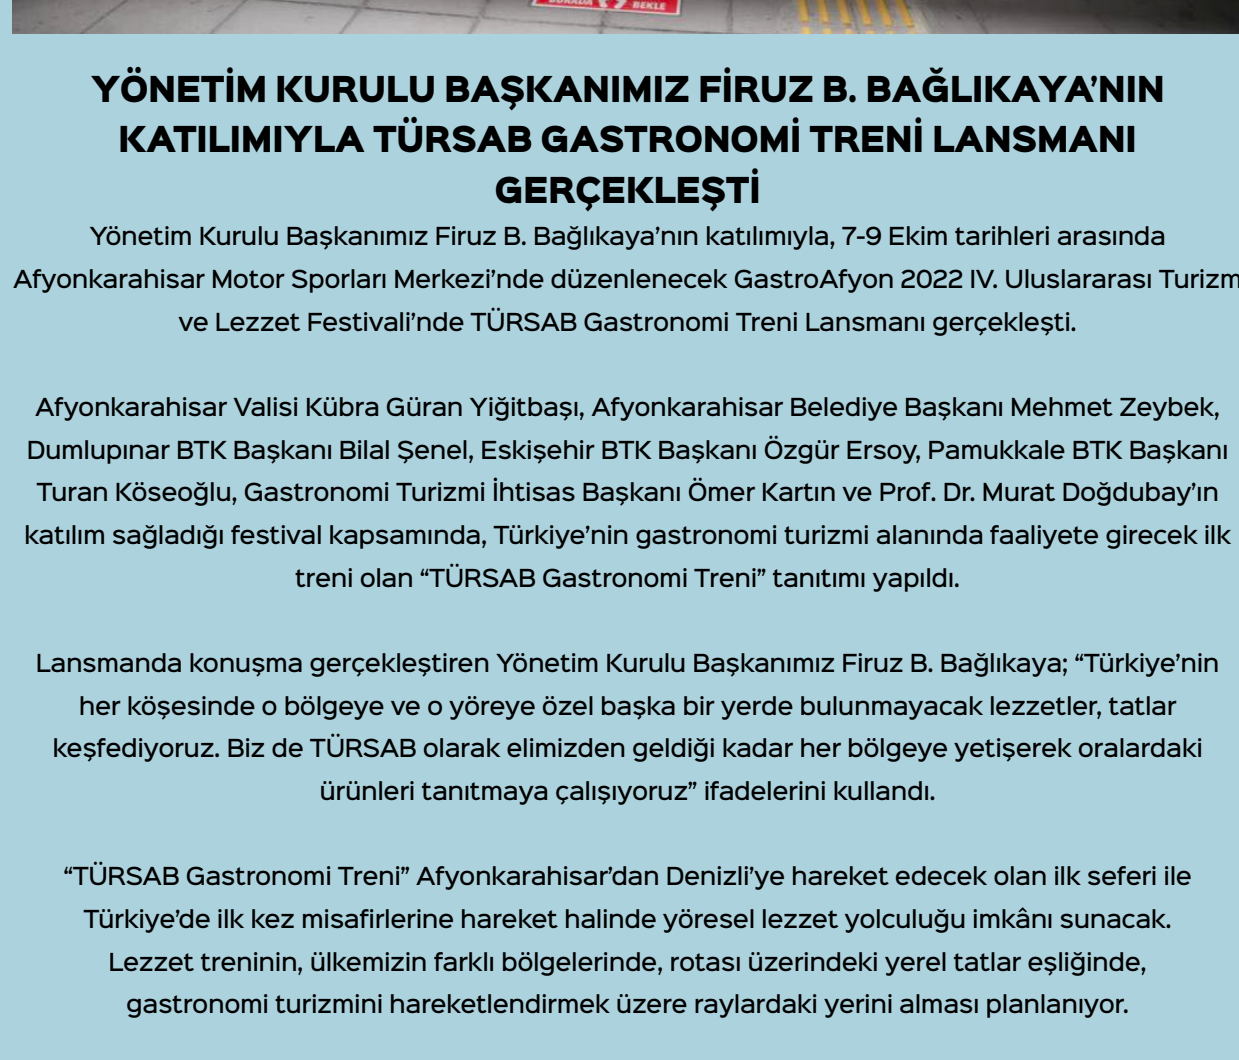 BURADA BEKLE
YÖNETİM KURULU BAŞKANIMIZ FİRUZ B. BAĞLIKAYA’NIN
KATILIMIYLA TÜRSAB GASTRONOMİ TRENİ LANSMANI
GERÇEKLEŞTİ
Yönetim Kurulu Başkanımız Firuz B. Bağlıkaya’nın katılımıyla, 7-9 Ekim tarihleri arasında
Afyonkarahisar Motor Sporları Merkezi’nde düzenlenecek GastroAfyon 2022 IV. Uluslararası Turizm
ve Lezzet Festivali’nde TÜRSAB Gastronomi Treni Lansmanı gerçekleşti.
Afyonkarahisar Valisi Kübra Güran Yiğitbaşı, Afyonkarahisar Belediye Başkanı Mehmet Zeybek,
Dumlupınar BTK Başkanı Bilal Şenel, Eskişehir BTK Başkanı Özgür Ersoy, Pamukkale BTK Başkanı
Turan Köseoğlu, Gastronomi Turizmi İhtisas Başkanı Ömer Kartın ve Prof. Dr. Murat Doğdubay’ın
katılım sağladığı festival kapsamında, Türkiye’nin gastronomi turizmi alanında faaliyete girecek ilk
treni olan “TÜRSAB Gastronomi Treni” tanıtımı yapıldı.
Lansmanda konuşma gerçekleştiren Yönetim Kurulu Başkanımız Firuz B. Bağlıkaya; “Türkiye’nin
her köşesinde o bölgeye ve o yöreye özel başka bir yerde bulunmayacak lezzetler, tatlar
keşfediyoruz. Biz de TÜRSAB olarak elimizden geldiği kadar her bölgeye yetişerek oralardaki
ürünleri tanıtmaya çalışıyoruz” ifadelerini kullandı.
“TÜRSAB Gastronomi Treni” Afyonkarahisar’dan Denizli’ye hareket edecek olan ilk seferi ile
Türkiye’de ilk kez misafirlerine hareket halinde yöresel lezzet yolculuğu imkânı sunacak.
Lezzet treninin, ülkemizin farklı bölgelerinde, rotası üzerindeki yerel tatlar eşliğinde,
gastronomi turizmini hareketlendirmek üzere raylardaki yerini alması planlanıyor.